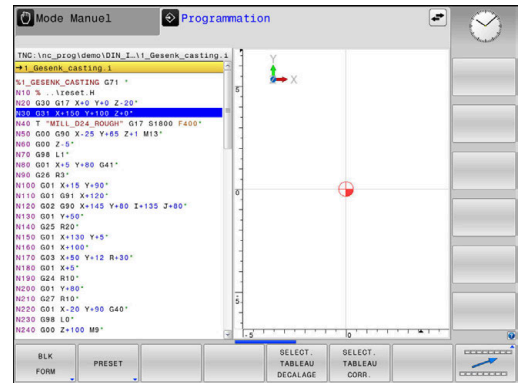 Mode Manuel
Programmation
TNC:\nc_prog\demo\DIN_I…\1_Gesenk_casting.i
→1_Gesenk_casting.i
%1_GESENK_CASTING G71 *
N10 % ..\reset.H
N20 G30 G17 X+0 Y+0 Z-20*
N30 G31 X+150 Y+100 Z+0*
N40 T "MILL_D24_ROUGH" G17 S1800 F400*
N50 G00 G90 X-25 Y+65 Z+1 M13*
N60 G00 Z-5*
N70 G98 L1*
N80 G01 X+5 Y+80 G41*
N90 G26 R3*
N100 G01 X+15 Y+90*
N110 G01 G91 X+120*
N120 G02 G90 X+145 Y+80 I+135 J+80*
N130 G01 Y+50*
N140 G25 R20*
N150 G01 X+130 Y+5*
N160 G01 X+100*
N170 G03 X+50 Y+12 R+30*
N180 G01 X+5*
N190 G24 R10*
N200 G01 Y+80*
N210 G27 R10*
N220 G01 X-20 Y+90 G40*
N230 G98 L0*
N240 G00 Z+100 M9*
Y
X
5
0
5
-5
0
BLK
FORM
PRESET
SELECT.
TABLEAU
DECALAGE
SELECT.
TABLEAU
CORR.